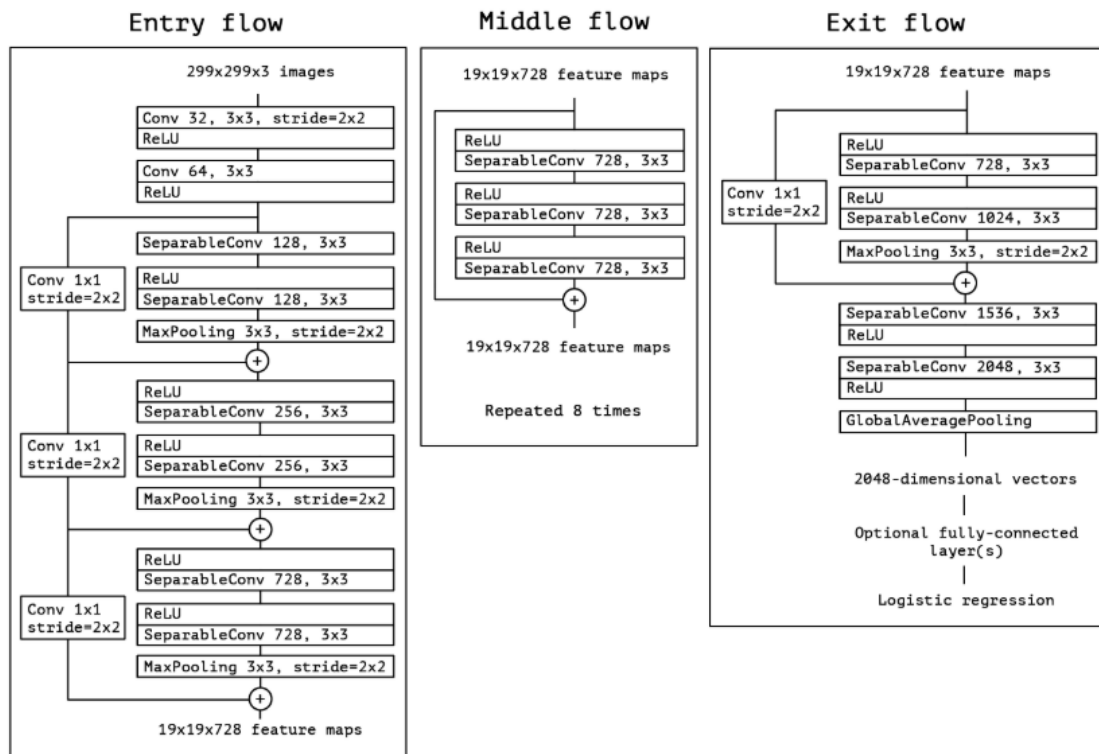 Entry flow
299x299x3 images
Conv 32, 3x3, stride=2x2
ReLU
Conv 64, 3x3
ReLU
SeparableConv 128, 3x3
Conv 1x1
stride=2x2
ReLU
SeparableConv 128, 3x3
MaxPooling 3x3, stride=2x2
+
ReLU
SeparableConv 256, 3x3
Conv 1x1
stride=2x2
ReLU
SeparableConv 256, 3x3
MaxPooling 3x3, stride=2x2
+
ReLU
SeparableConv 728, 3x3
Conv 1x1
stride=2x2
ReLU
SeparableConv 728, 3x3
MaxPooling 3x3, stride=2x2
+
19x19x728 feature maps
Middle flow
19x19x728 feature maps
ReLU
SeparableConv 728, 3x3
ReLU
SeparableConv 728, 3x3
ReLU
SeparableConv 728, 3x3
+
19x19x728 feature maps
Repeated 8 times
Exit flow
19x19x728 feature maps
ReLU
SeparableConv 728, 3x3
Conv 1x1
stride=2x2
ReLU
SeparableConv 1024, 3x3
MaxPooling 3x3, stride=2x2
+
SeparableConv 1536, 3x3
ReLU
SeparableConv 2048, 3x3
ReLU
GlobalAveragePooling
2048-dimensional vectors
Optional fully-connected
layer(s)
Logistic regression